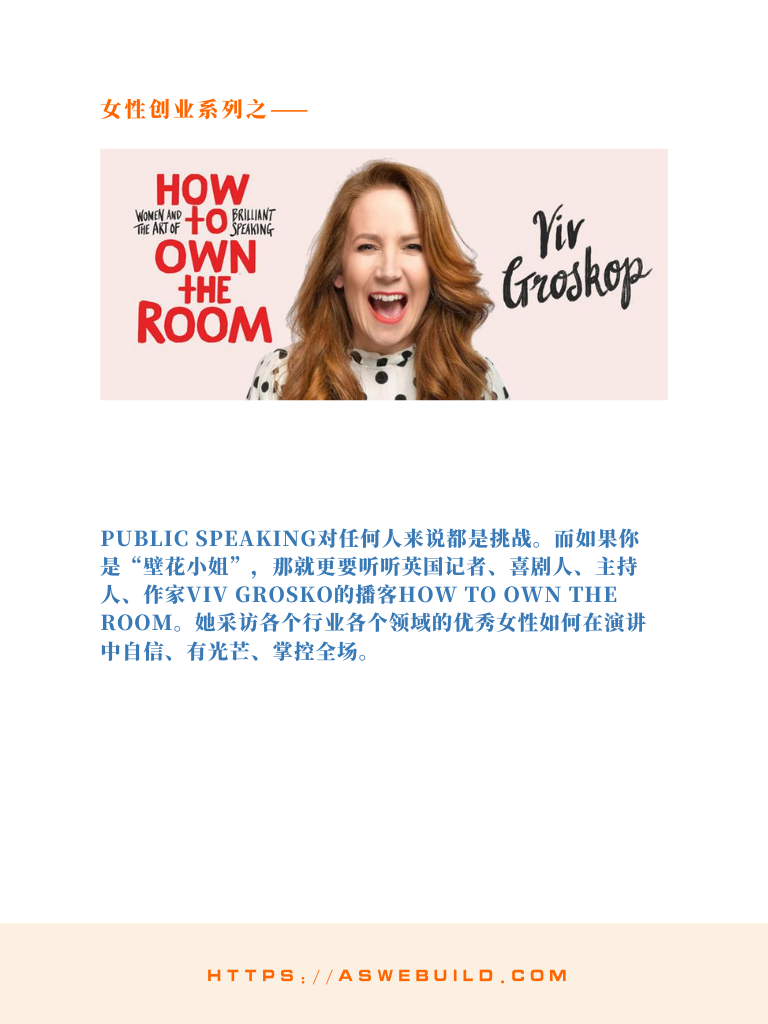 女性创业系列之——
HOW
WOMEN AND
THE ART OF
to
BRILLIANT
SPEAKING
OWN
tHE
ROOM
Viv
Groskop
PUBLIC SPEAKING对任何人来说都是挑战。而如果你
是“壁花小姐”，那就更要听听英国记者、喜剧人、主持
人、作家VIV GROSKO的播客HOW TO OWN THE
ROOM。她采访各个行业各个领域的优秀女性如何在演讲
中自信、有光芒、掌控全场。
HTTPS://ASWEBUILD.COM